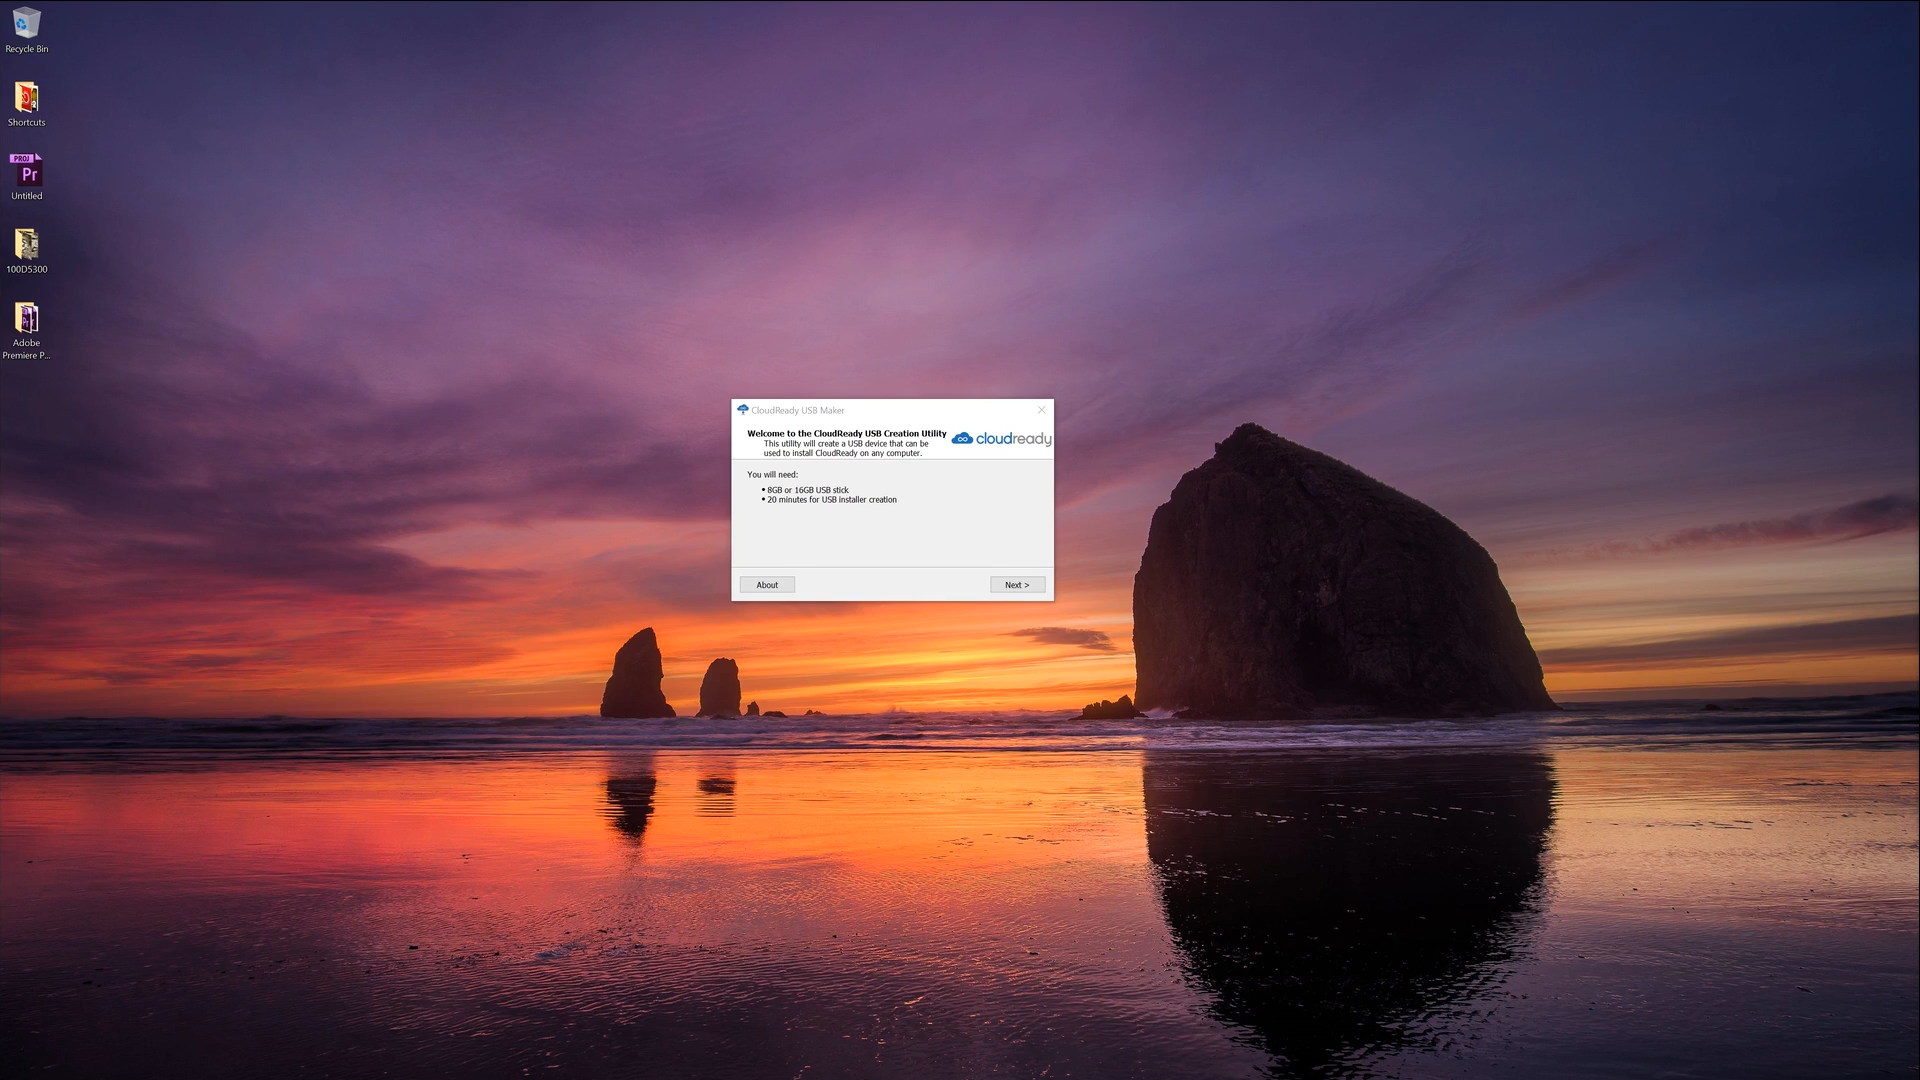 Recycle Bin
Shortcuts
PROJ
Pr
Untitled
100D5300
Adobe
Premiere P...
CloudReady USB Maker
Welcome to the CloudReady USB Creation Utility
This utility will create a USB device that can be
used to install CloudReady on any computer.
cloudready
You will need:
• 8GB or 16GB USB stick
• 20 minutes for USB installer creation
About
Next >